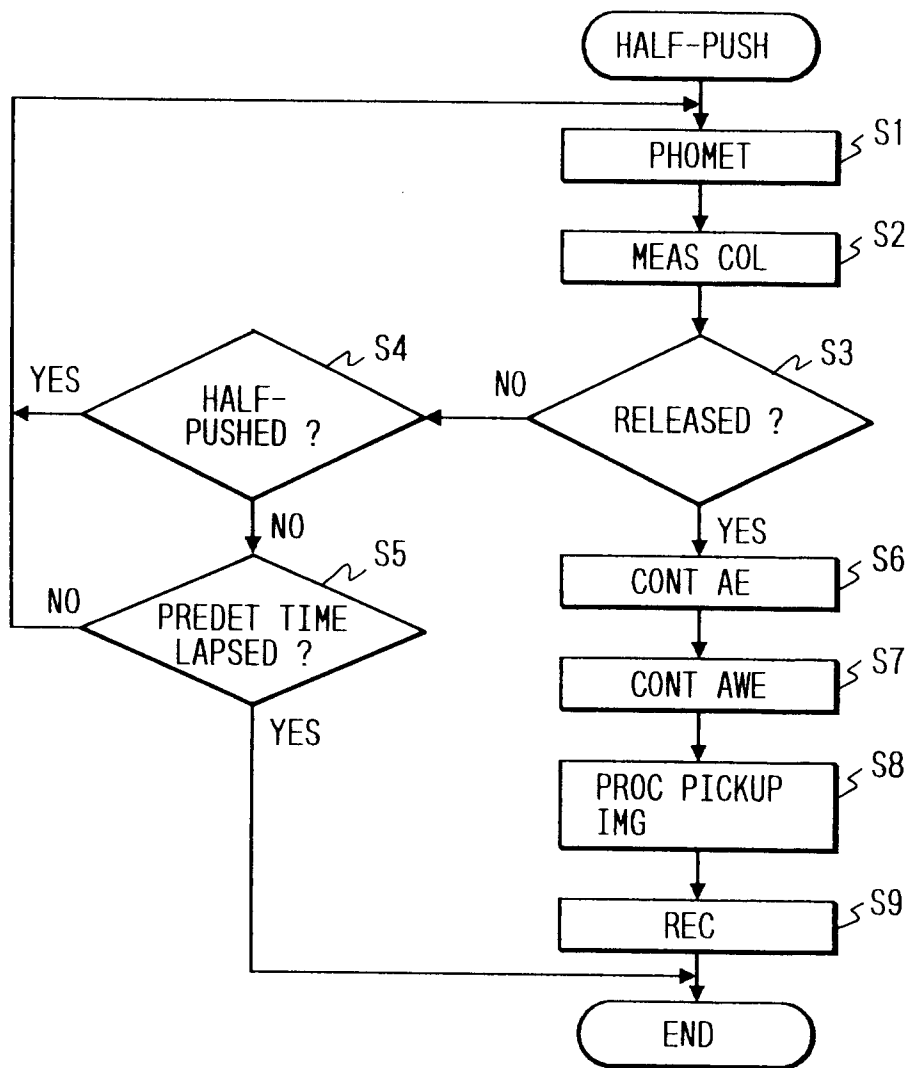 HALF-PUSH
S1
PHOMET
S2
MEAS COL
S3
RELEASED ?
NO
S4
HALF-
PUSHED ?
YES
NO
S5
PREDET TIME
LAPSED ?
NO
YES
YES
S6
CONT AE
S7
CONT AWE
S8
PROC PICKUP
IMG
S9
REC
END